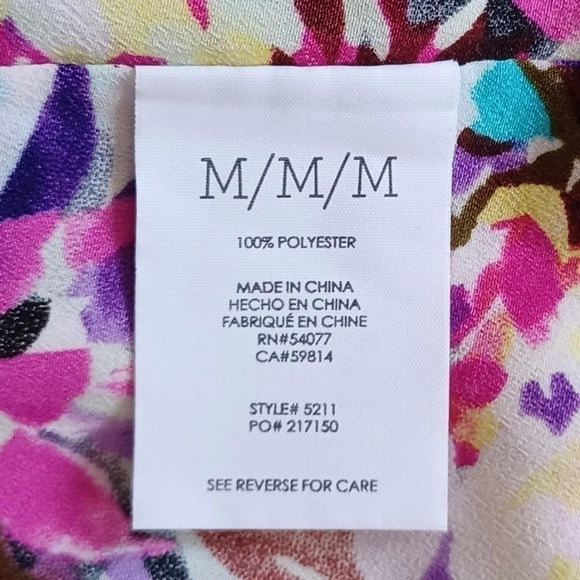 M/M/M
100% POLYESTER
MADE IN CHINA
HECHO EN CHINA
FABRIQUÉ EN CHINE
RN#54077
CA#59814
STYLE# 5211
PO# 217150
SEE REVERSE FOR CARE